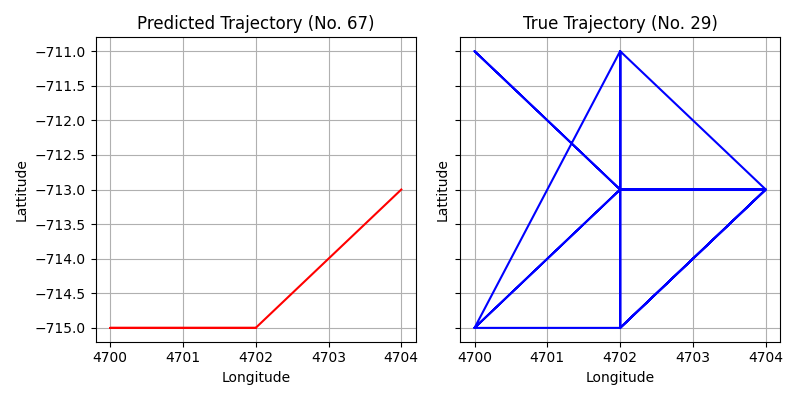 Predicted Trajectory (No. 67)
True Trajectory (No. 29)
−711.0
−711.5
−712.0
−712.5
−713.0
−713.5
−714.0
−714.5
−715.0
Lattitude
Lattitude
4700 4701 4702 4703 4704
4700 4701 4702 4703 4704
Longitude
Longitude